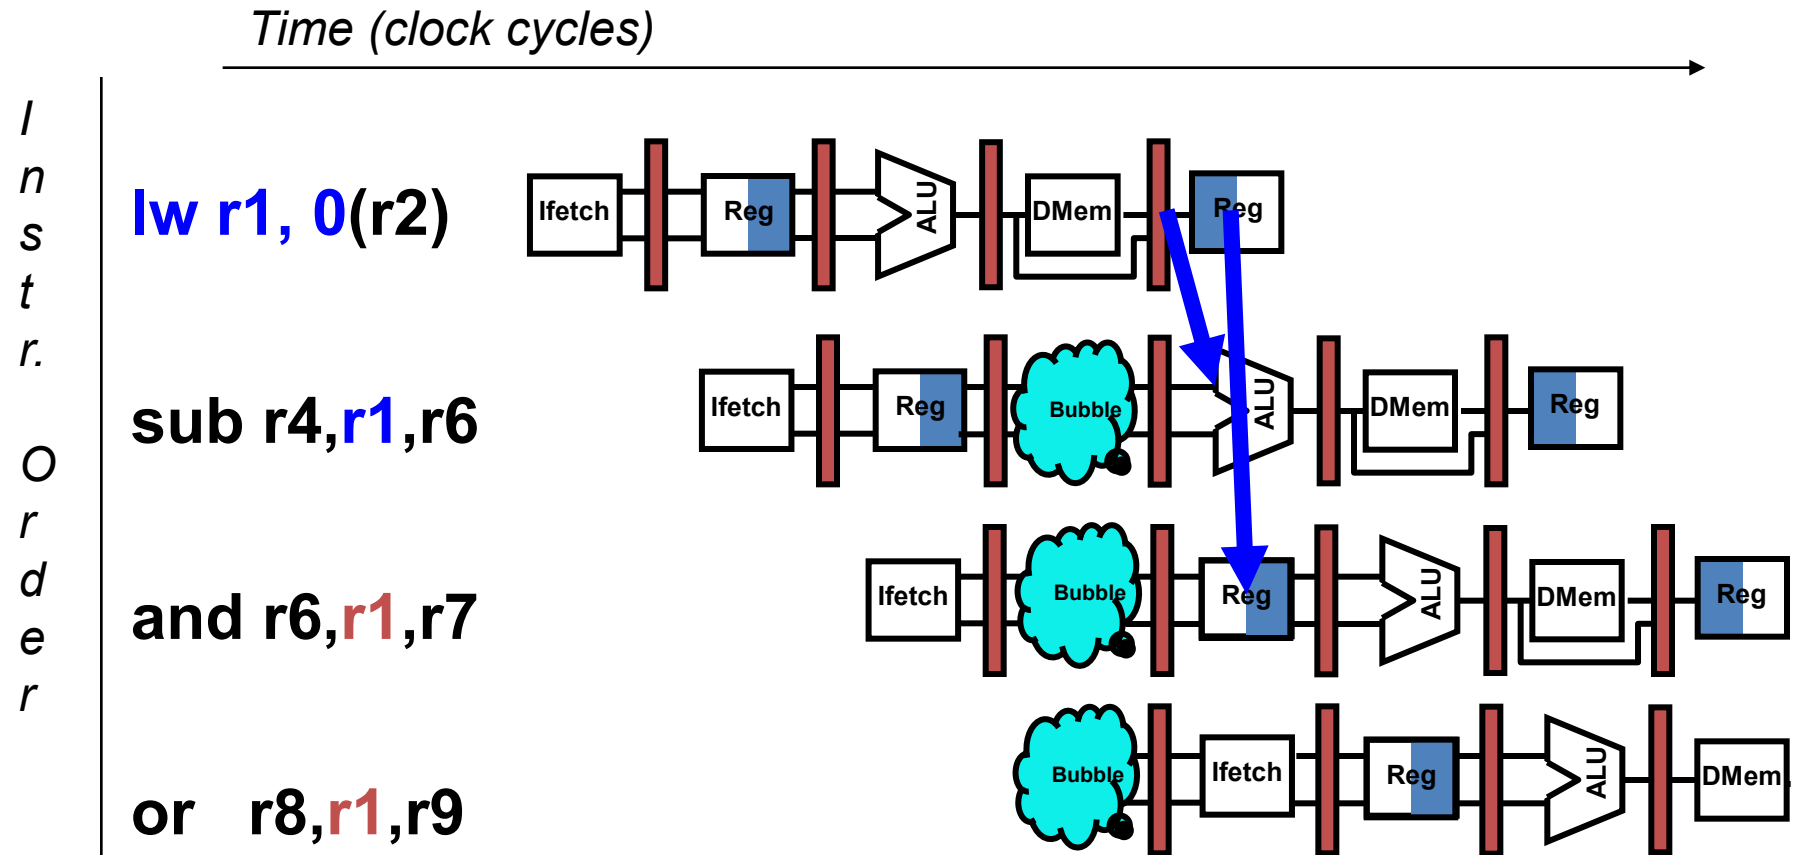 Time (clock cycles)
Instr. Order
lw r1, 0(r2)
Ifetch Reg ALU DMem Reg
sub r4,r1,r6
Ifetch Reg Bubble ALU DMem Reg
and r6,r1,r7
Ifetch Bubble Reg ALU DMem Reg
or r8,r1,r9
Bubble Ifetch Reg ALU DMem